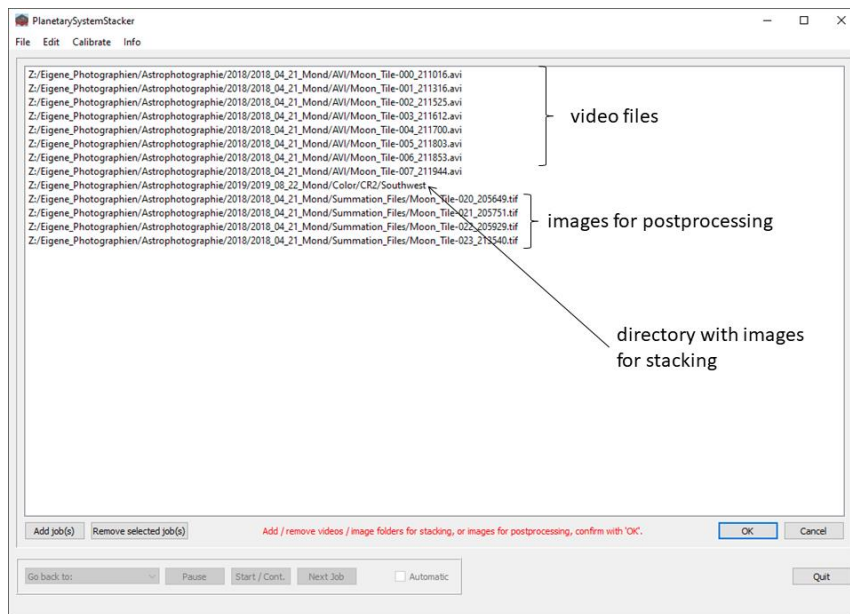 PlanetarySystemStacker
File Edit Calibrate Info
Z:/Eigene_Photographien/Astrophotographie/2018/2018_04_21_Mond/AVI/Moon_Tile-000_211016.avi
Z:/Eigene_Photographien/Astrophotographie/2018/2018_04_21_Mond/AVI/Moon_Tile-001_211316.avi
Z:/Eigene_Photographien/Astrophotographie/2018/2018_04_21_Mond/AVI/Moon_Tile-002_211525.avi
Z:/Eigene_Photographien/Astrophotographie/2018/2018_04_21_Mond/AVI/Moon_Tile-003_211612.avi
Z:/Eigene_Photographien/Astrophotographie/2018/2018_04_21_Mond/AVI/Moon_Tile-004_211700.avi
Z:/Eigene_Photographien/Astrophotographie/2018/2018_04_21_Mond/AVI/Moon_Tile-005_211803.avi
Z:/Eigene_Photographien/Astrophotographie/2018/2018_04_21_Mond/AVI/Moon_Tile-006_211853.avi
Z:/Eigene_Photographien/Astrophotographie/2018/2018_04_21_Mond/AVI/Moon_Tile-007_211944.avi
video files
Z:/Eigene_Photographien/Astrophotographie/2019/2019_08_22_Mond/Color/CR2/Southwest
Z:/Eigene_Photographien/Astrophotographie/2018/2018_04_21_Mond/Summation_Files/Moon_Tile-020_205649.tif
Z:/Eigene_Photographien/Astrophotographie/2018/2018_04_21_Mond/Summation_Files/Moon_Tile-021_205751.tif
Z:/Eigene_Photographien/Astrophotographie/2018/2018_04_21_Mond/Summation_Files/Moon_Tile-022_205929.tif
Z:/Eigene_Photographien/Astrophotographie/2018/2018_04_21_Mond/Summation_Files/Moon_Tile-023_213540.tif
images for postprocessing
directory with images
for stacking
Add job(s) Remove selected job(s) Add / remove videos / image folders for stacking, or images for postprocessing, confirm with 'OK'. OK Cancel
Go back to: Pause Start / Cont. Next Job Automatic Quit